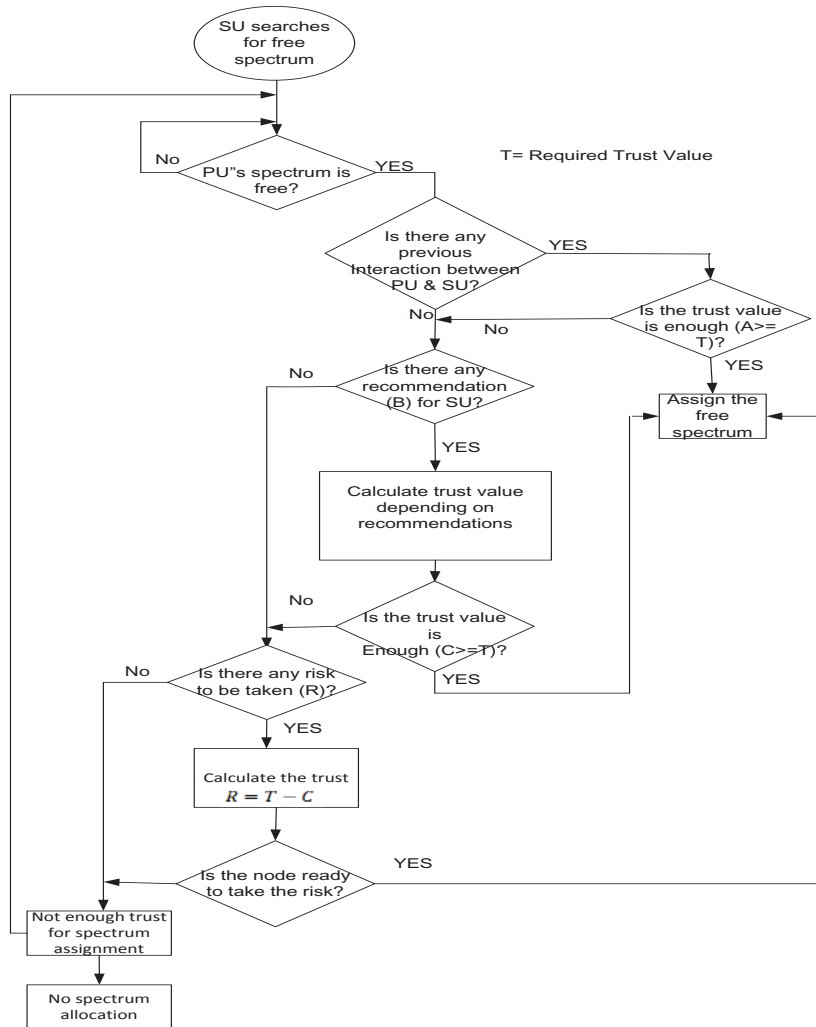 SU searches
for free
spectrum
No
PU"s spectrum is
free?
YES
T= Required Trust Value
Is there any
previous
Interaction between
PU & SU?
YES
No
No
Is the trust value
is enough (A>=
T)?
YES
Is there any
recommendation
(B) for SU?
No
YES
Assign the
free
spectrum
Calculate trust value
depending on
recommendations
No
Is the trust value
is
Enough (C>=T)?
YES
No
Is there any risk
to be taken (R)?
YES
Calculate the trust
R = T − C
Is the node ready
to take the risk?
YES
Not enough trust
for spectrum
assignment
No spectrum
allocation